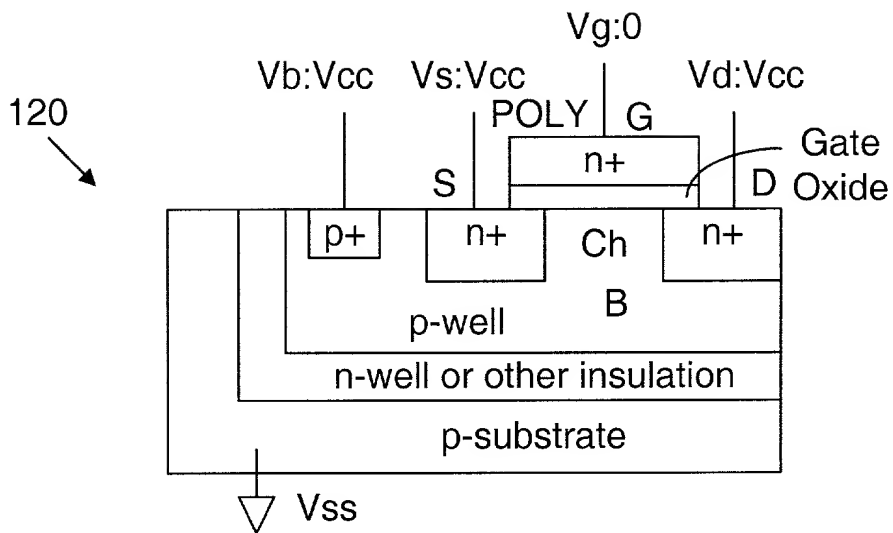 Vg:0
Vb:Vcc
Vs:Vcc
Vd:Vcc
120
POLY
G
Gate
Oxide
n+
S
D
p+
n+
Ch
n+
B
p-well
n-well or other insulation
p-substrate
Vss